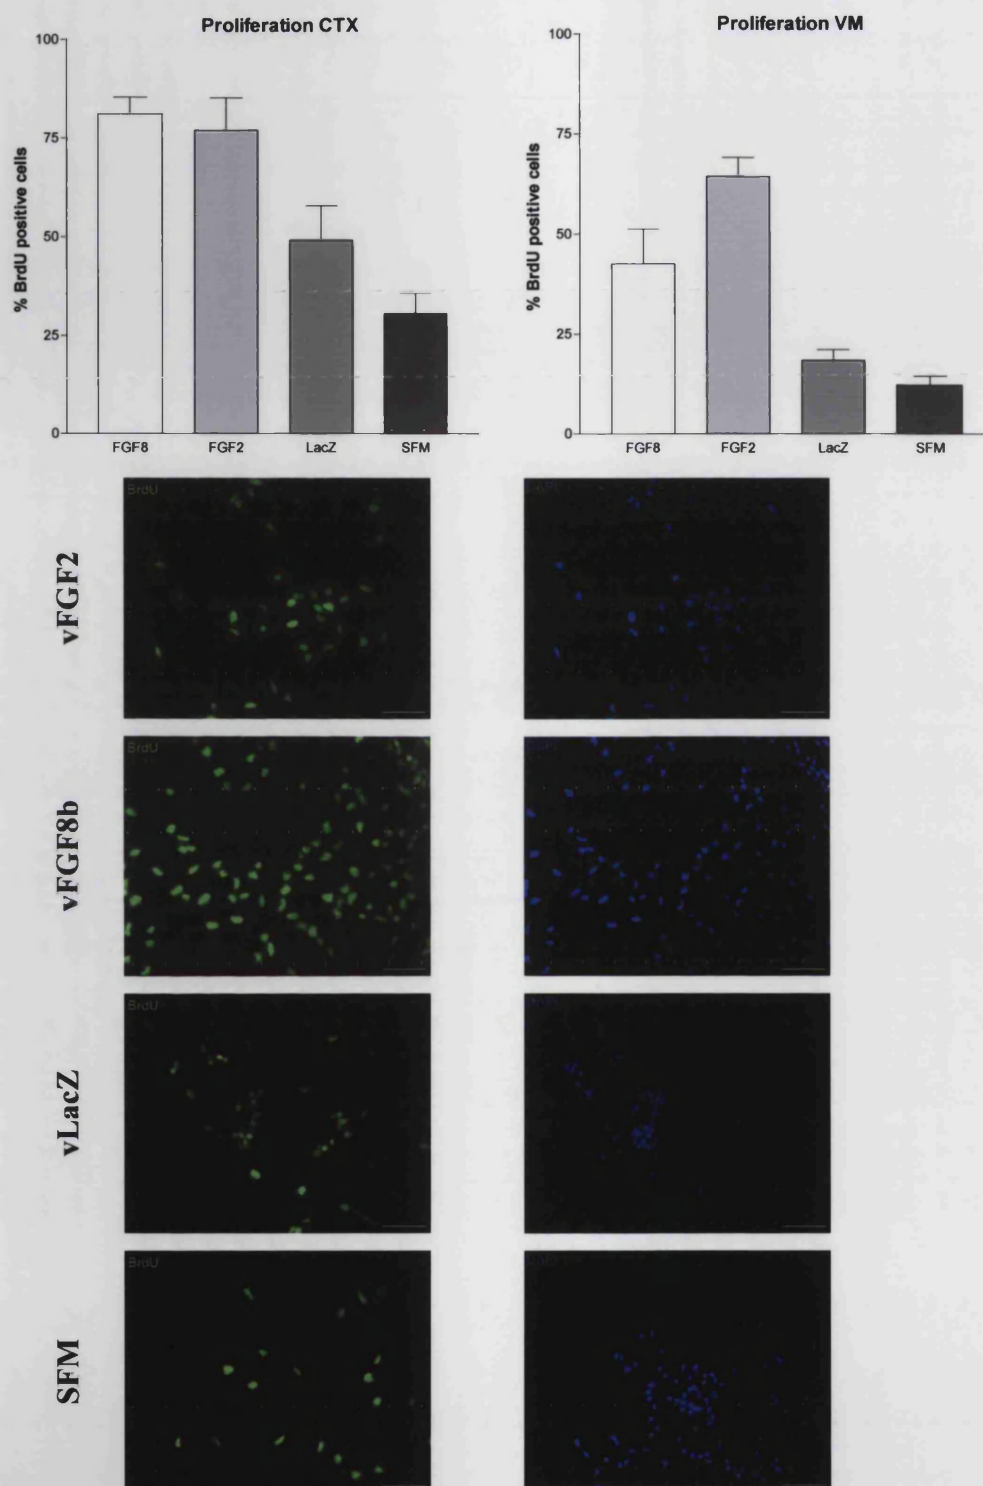 Proliferation CTX
% BrdU positive cells
100
75
50
25
0
FGF8 FGF2 LacZ SFM
Proliferation VM
% BrdU positive cells
100
75
50
25
0
FGF8 FGF2 LacZ SFM
vFGF2
BrdU
vFGF8b
BrdU
vLacZ
BrdU
SFM
BrdU